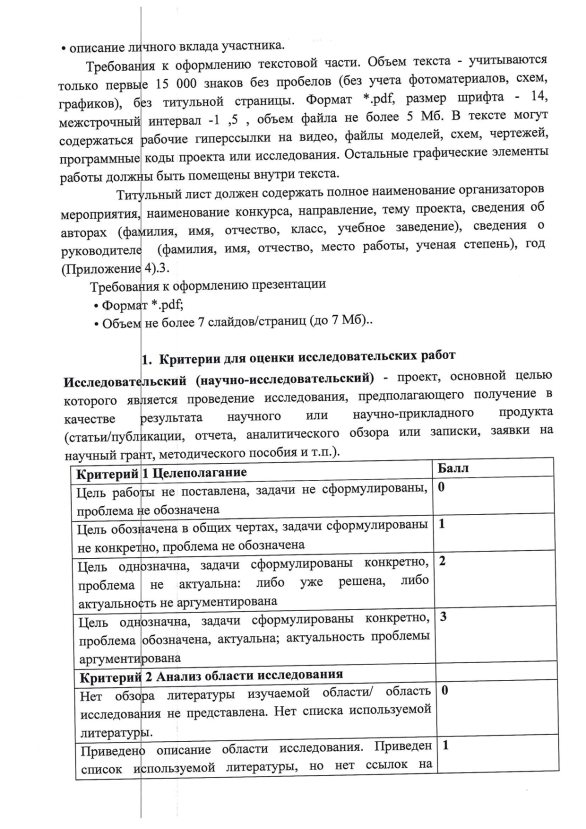 • описание личного вклада участника.
Требования к оформлению текстовой части. Объем текста - учитываются
только первые 15 000 знаков без пробелов (без учета фотоматериалов, схем,
графиков), без титульной страницы. Формат *.pdf, размер шрифта - 14,
межстрочный интервал -1 ,5 , объем файла не более 5 Мб. В тексте могут
содержаться рабочие гиперссылки на видео, файлы моделей, схем, чертежей,
программные коды проекта или исследования. Остальные графические элементы
работы должны быть помещены внутри текста.
Титульный лист должен содержать полное наименование организаторов
мероприятия, наименование конкурса, направление, тему проекта, сведения об
авторах (фамилия, имя, отчество, класс, учебное заведение), сведения о
руководителе (фамилия, имя, отчество, место работы, ученая степень), год
(Приложение 4).3.
Требования к оформлению презентации
• Формат *.pdf;
• Объем не более 7 слайдов/страниц (до 7 Мб)..
1. Критерии для оценки исследовательских работ
Исследовательский (научно-исследовательский) - проект, основной целью
которого является проведение исследования, предполагающего получение в
качестве результата научного или научно-прикладного продукта
(статьи/публикации, отчета, аналитического обзора или записки, заявки на
научный грант, методического пособия и т.п.).
Критерий 1 Целеполагание Балл
Цель работы не поставлена, задачи не сформулированы, 0
проблема не обозначена
Цель обозначена в общих чертах, задачи сформулированы 1
не конкретно, проблема не обозначена
Цель однозначна, задачи сформулированы конкретно, 2
проблема не актуальна: либо уже решена, либо
актуальность не аргументирована
Цель однозначна, задачи сформулированы конкретно, 3
проблема обозначена, актуальна; актуальность проблемы
аргументирована
Критерий 2 Анализ области исследования
Нет обзора литературы изучаемой области/ область 0
исследования не представлена. Нет списка используемой
литературы.
Приведено описание области исследования. Приведен 1
список используемой литературы, но нет ссылок на